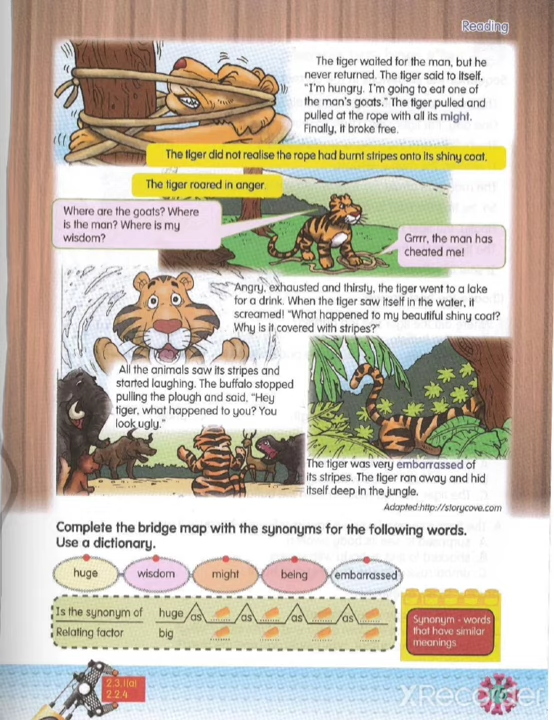 Reading
The tiger waited for the man, but he
never returned. The tiger said to itself,
"I'm hungry. I'm going to eat one of
the man's goats." The tiger pulled and
pulled at the rope with all its might.
Finally, it broke free.
The tiger did not realise the rope had burnt stripes onto its shiny coat.
The tiger roared in anger.
Where are the goats? Where
is the man? Where is my
wisdom?
Grrrr, the man has
cheated me!
Angry, exhausted and thirsty, the tiger went to a lake
for a drink. When the tiger saw itself in the water, it
screamed! "What happened to my beautiful shiny coat?
Why is it covered with stripes?"
All the animals saw its stripes and
started laughing. The buffalo stopped
pulling the plough and said, "Hey
tiger, what happened to you? You
look ugly."
The tiger was very embarrassed of
its stripes. The tiger ran away and hid
itself deep in the jungle.
Adapted:http://storycove.com
Complete the bridge map with the synonyms for the following words.
Use a dictionary.
huge wisdom might being embarrassed
Is the synonym of huge as as as as
Relating factor big
Synonym - words
that have similar
meanings.
2.3.1(a)
2.2.4
75
XRecorder